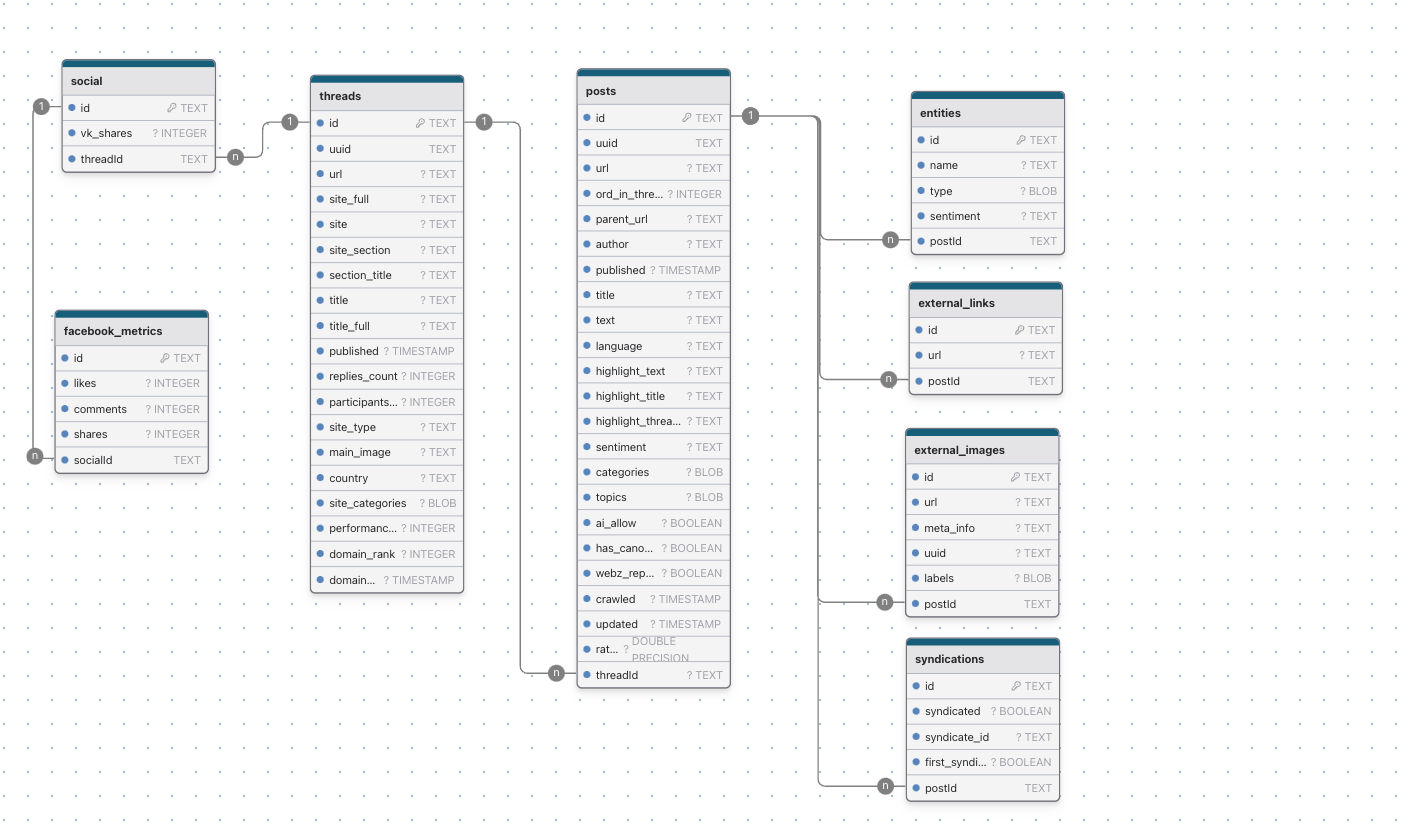 social
1
id TEXT
vk_shares ? INTEGER
threadId TEXT
n
facebook_metrics
id TEXT
likes ? INTEGER
comments ? INTEGER
shares ? INTEGER
n
socialId TEXT
threads
1
id TEXT
1
uuid TEXT
url ? TEXT
site_full ? TEXT
site ? TEXT
site_section ? TEXT
section_title ? TEXT
title ? TEXT
title_full ? TEXT
published ? TIMESTAMP
replies_count ? INTEGER
participants... ? INTEGER
site_type ? TEXT
main_image ? TEXT
country ? TEXT
site_categories ? BLOB
performanc... ? INTEGER
domain_rank ? INTEGER
domain... ? TIMESTAMP
posts
id TEXT
1
uuid TEXT
url ? TEXT
ord_in_thre... ? INTEGER
parent_url ? TEXT
author ? TEXT
published ? TIMESTAMP
title ? TEXT
text ? TEXT
language ? TEXT
highlight_text ? TEXT
highlight_title ? TEXT
highlight_threa... ? TEXT
sentiment ? TEXT
categories ? BLOB
topics ? BLOB
ai_allow ? BOOLEAN
has_cano... ? BOOLEAN
webz_rep... ? BOOLEAN
crawled ? TIMESTAMP
updated ? TIMESTAMP
rat... ? DOUBLE
PRECISION
n
threadId ? TEXT
entities
id TEXT
name ? TEXT
type ? BLOB
sentiment ? TEXT
n
postId TEXT
external_links
id TEXT
url ? TEXT
n
postId TEXT
external_images
id TEXT
url ? TEXT
meta_info ? TEXT
uuid ? TEXT
labels ? BLOB
n
postId TEXT
syndications
id TEXT
syndicated ? BOOLEAN
syndicate_id ? TEXT
first_syndi... ? BOOLEAN
n
postId TEXT